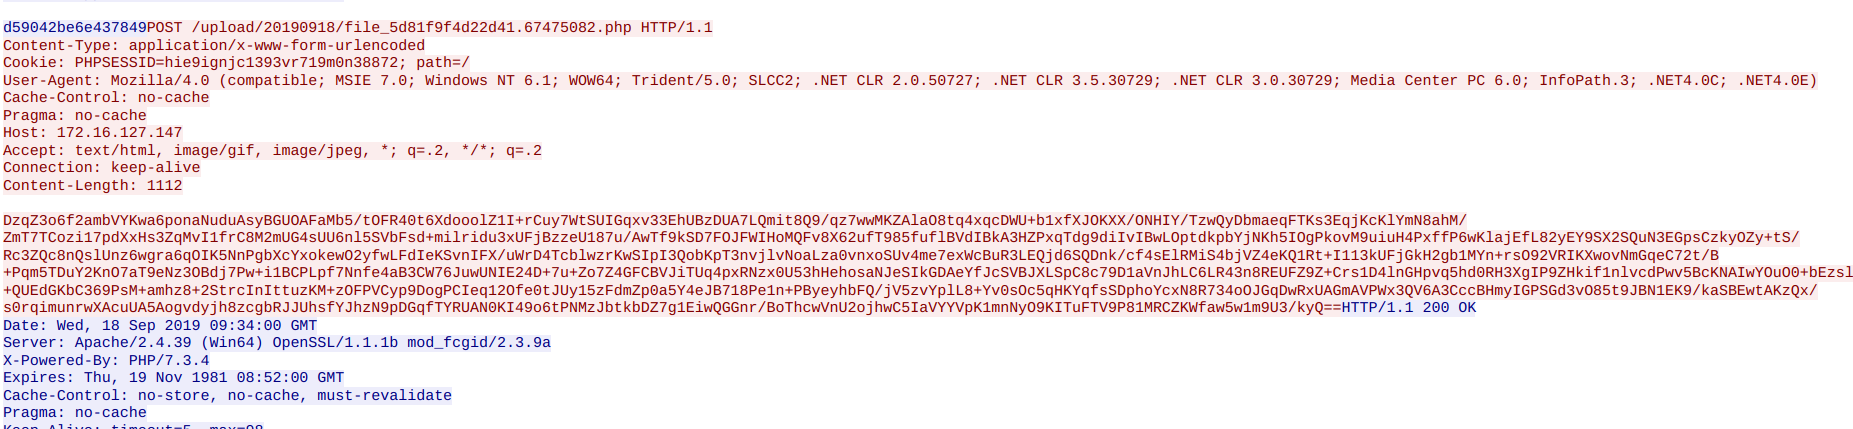 d59042be6e437849POST /upload/20190918/file_5d81f9f4d22d41.67475082.php HTTP/1.1
Content-Type: application/x-www-form-urlencoded
Cookie: PHPSESSID=hie9ignjc1393vr719m0n38872; path=/
User-Agent: Mozilla/4.0 (compatible; MSIE 7.0; Windows NT 6.1; WOW64; Trident/5.0; SLCC2; .NET CLR 2.0.50727; .NET CLR 3.5.30729; .NET CLR 3.0.30729; Media Center PC 6.0; InfoPath.3; .NET4.0C; .NET4.0E)
Cache-Control: no-cache
Pragma: no-cache
Host: 172.16.127.147
Accept: text/html, image/gif, image/jpeg, *; q=.2, */*; q=.2
Connection: keep-alive
Content-Length: 1112
DzqZ3o6f2ambVYKwa6ponaNuduAsyBGUOAFaMb5/tOFR40t6XdooolZ1I+rCuy7WtSUIGqxv33EhUBzDUA7LQmit8Q9/qz7wwMKZAlaO8tq4xqcDWU+b1xfXJOKXX/ONHIY/TzwQyDbmaeqFTKs3EqjKcKlYmN8ahM/
ZmT7TCozi17pdXxHs3ZqMvI1frC8M2mUG4sUU6nl5SVbFsd+milridu3xUFjBzzeU187u/AwTf9kSD7FOJFWIHoMQFv8X62ufT985fuflBVdIBkA3HZPxqTdg9diIvIBwLOptdkpbYjNKh5IOgPkovM9uiuH4PxffP6wKlajEfL82yEY9SX2SQuN3EGpsCzkyOZy+tS/
Rc3ZQc8nQslUnz6wgra6qOIK5NnPgbXcYxokewO2yfwLFdIeKSvnIFX/uWrD4TcblwzrKwSIpI3QobKpT3nvjlvNoaLza0vnxoSUv4me7exWcBuR3LEQjd6SQDnk/cf4sElRMiS4bjVZ4eKQ1Rt+I113kUFjGkH2gb1MYn+rsO92VRIKXwovNmGqeC72t/B
+Pqm5TDuY2KnO7aT9eNz3OBdj7Pw+i1BCPLpf7Nnfe4aB3CW76JuwUNIE24D+7u+Zo7Z4GFCBVJiTUq4pxRNzx0U53hHehosaNJeSIkGDAeYfJcSVBJXLSpC8c79D1aVnJhLC6LR43n8REUFZ9Z+Crs1D4lnGHpvq5hd0RH3XgIP9ZHkif1nlvcdPwv5BcKNAIwYOuO0+bEzsl
+QUEdGKbC369PsM+amhz8+2StrcInIttuzKM+zOFPVCyp9DogPCIeq12Ofe0tJUy15zFdmZp0a5Y4eJB718Pe1n+PByeyhbFQ/jV5zvYplL8+Yv0sOc5qHKYqfsSDphoYcxN8R734oOJGqDwRxUAGmAVPWx3QV6A3CccBHmyIGPSGd3vO85t9JBN1EK9/kaSBEwtAKzQx/
s0rqimunrwXAcuUA5Aogvdyjh8zcgbRJJUhsfYJhzN9pDGqfTYRUAN0KI49o6tPNMzJbtkbDZ7g1EiwQGGnr/BoThcwVnU2ojhwC5IaVYYVpK1mnNyO9KITuFTV9P81MRCZKWfaw5w1m9U3/kyQ==HTTP/1.1 200 OK
Date: Wed, 18 Sep 2019 09:34:00 GMT
Server: Apache/2.4.39 (Win64) OpenSSL/1.1.1b mod_fcgid/2.3.9a
X-Powered-By: PHP/7.3.4
Expires: Thu, 19 Nov 1981 08:52:00 GMT
Cache-Control: no-store, no-cache, must-revalidate
Pragma: no-cache
Keep-Alive: timeout=5, max=98